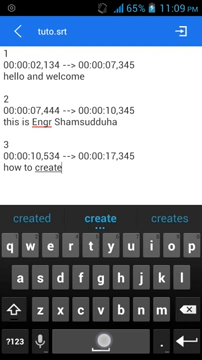 65% 11:09 PM
tuto.srt
1
00:00:02,134 --> 00:00:07,345
hello and welcome
2
00:00:07,444 --> 00:00:10,345
this is Engr Shamsudduha
3
00:00:10,534 --> 00:00:17,345
how to create
created create creates
q w e r t y u i o p
a s d f g h j k l
z x c v b n m
?123 .